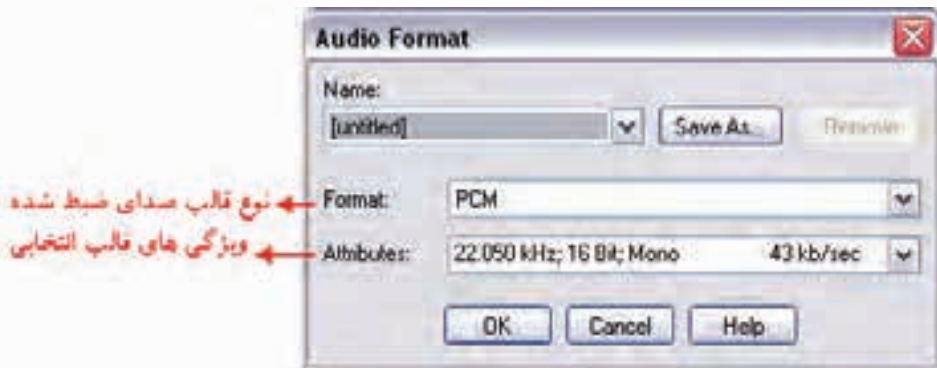 Audio Format
Name:
[untitled]
Save As...
Remove
نوع قالب صدای ضبط شده
Format:
PCM
ویژگی های قالب انتخابی
Attributes:
22.050 kHz; 16 Bit; Mono 43 kb/sec
OK
Cancel
Help